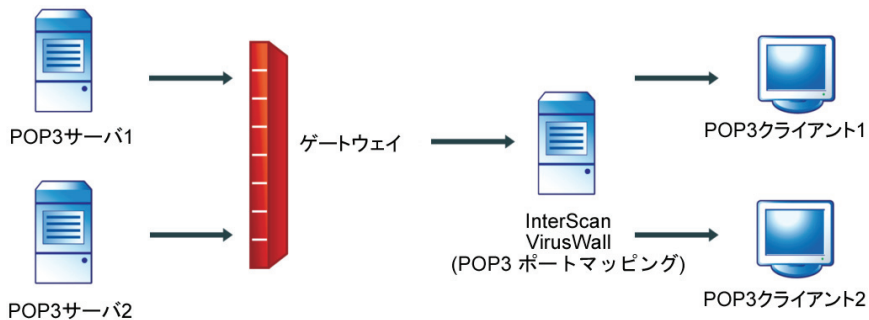 POP3サーバ1
ゲートウェイ
InterScan
VirusWall
(POP3 ポートマッピング)
POP3クライアント1
POP3サーバ2
POP3クライアント2